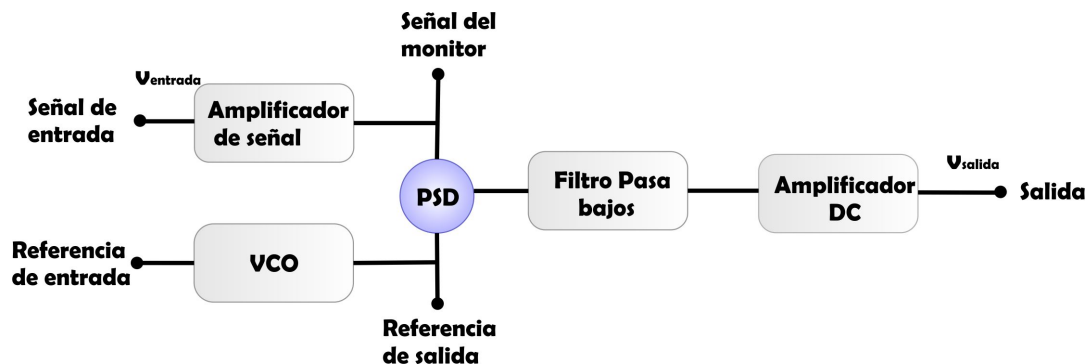 Señal del
monitor
Ventrada
Señal de
entrada
Amplificador
de señal
PSD
Filtro Pasa
bajos
Amplificador
DC
Vsalida
Salida
Referencia
de entrada
VCO
Referencia
de salida